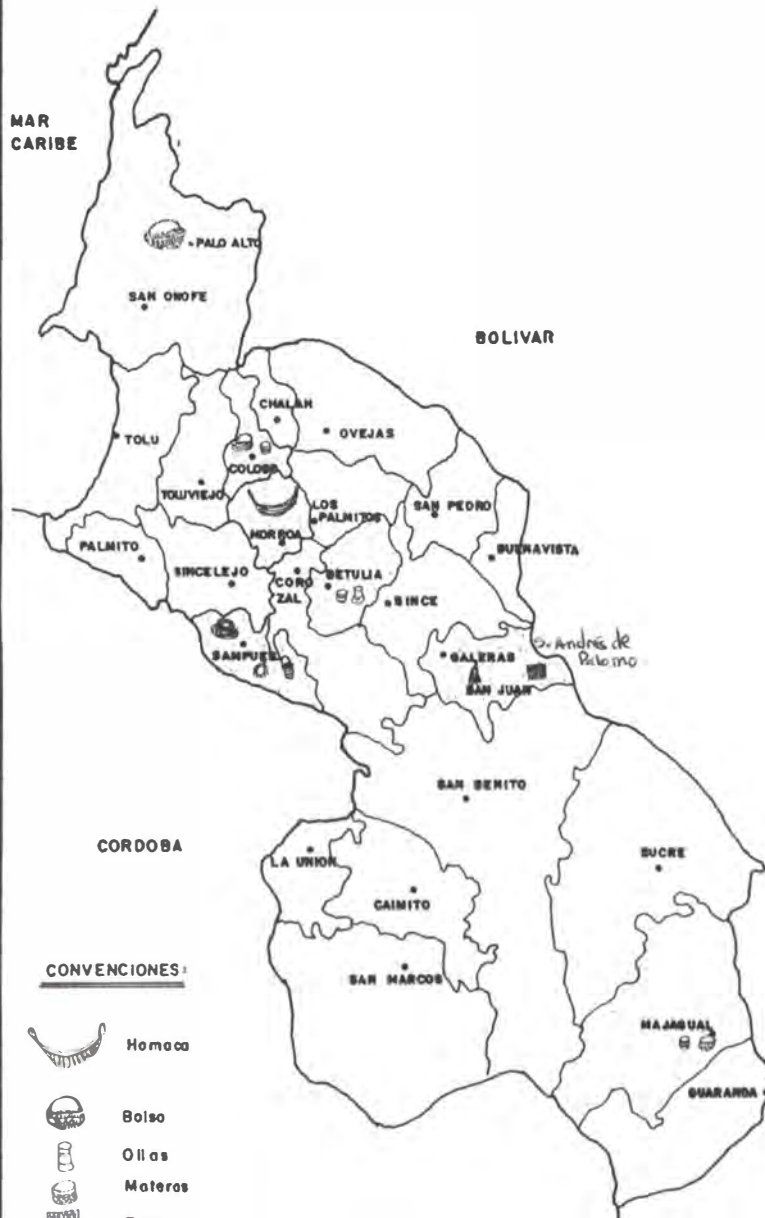 MAR
CARIBE
PALO ALTO
SAN ONOFE
BOLIVAR
CHALAN
OVEJAS
TOLU
COLOSO
TOLUVIEJO
LOS
PALMITOS
SAN PEDRO
MORROA
BUENAVISTA
PALMITO
SINCELEJO
CORO
ZAL
BETULIA
SINCE
S. Andrés de
Palomo
SAMPUES
GALERAS
SAN JUAN
SAN BENITO
CORDOBA
LA UNION
SUCRE
CAIMITO
SAN MARCOS
CONVENCIONES:
MAJAGUAL
Hamaca
GUARANDA
Bolso
Ollas
Materas